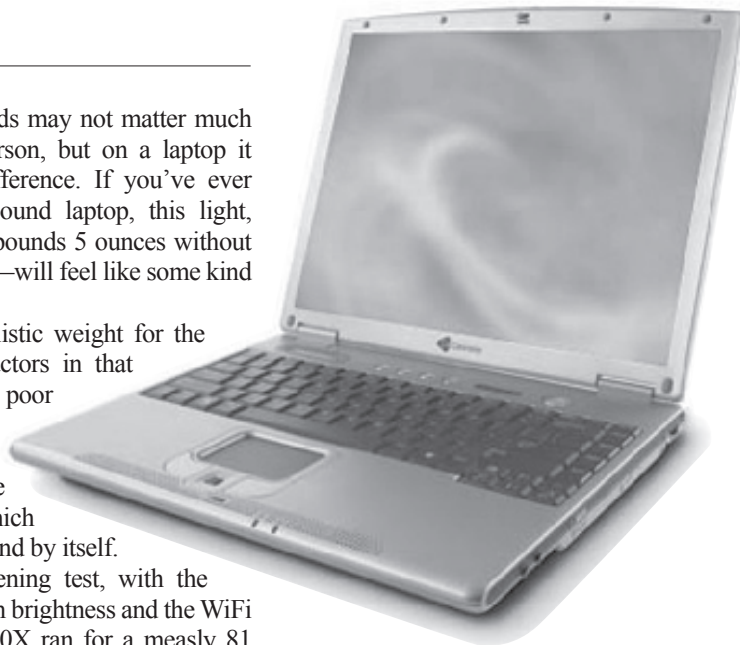 ds may not matter much
rson, but on a laptop it
fference. If you've ever
ound laptop, this light,
pounds 5 ounces without
—will feel like some kind
listic weight for the
ctors in that
poor
e
hich
nd by itself.
ening test, with the
n brightness and the WiFi
0X ran for a measly 81